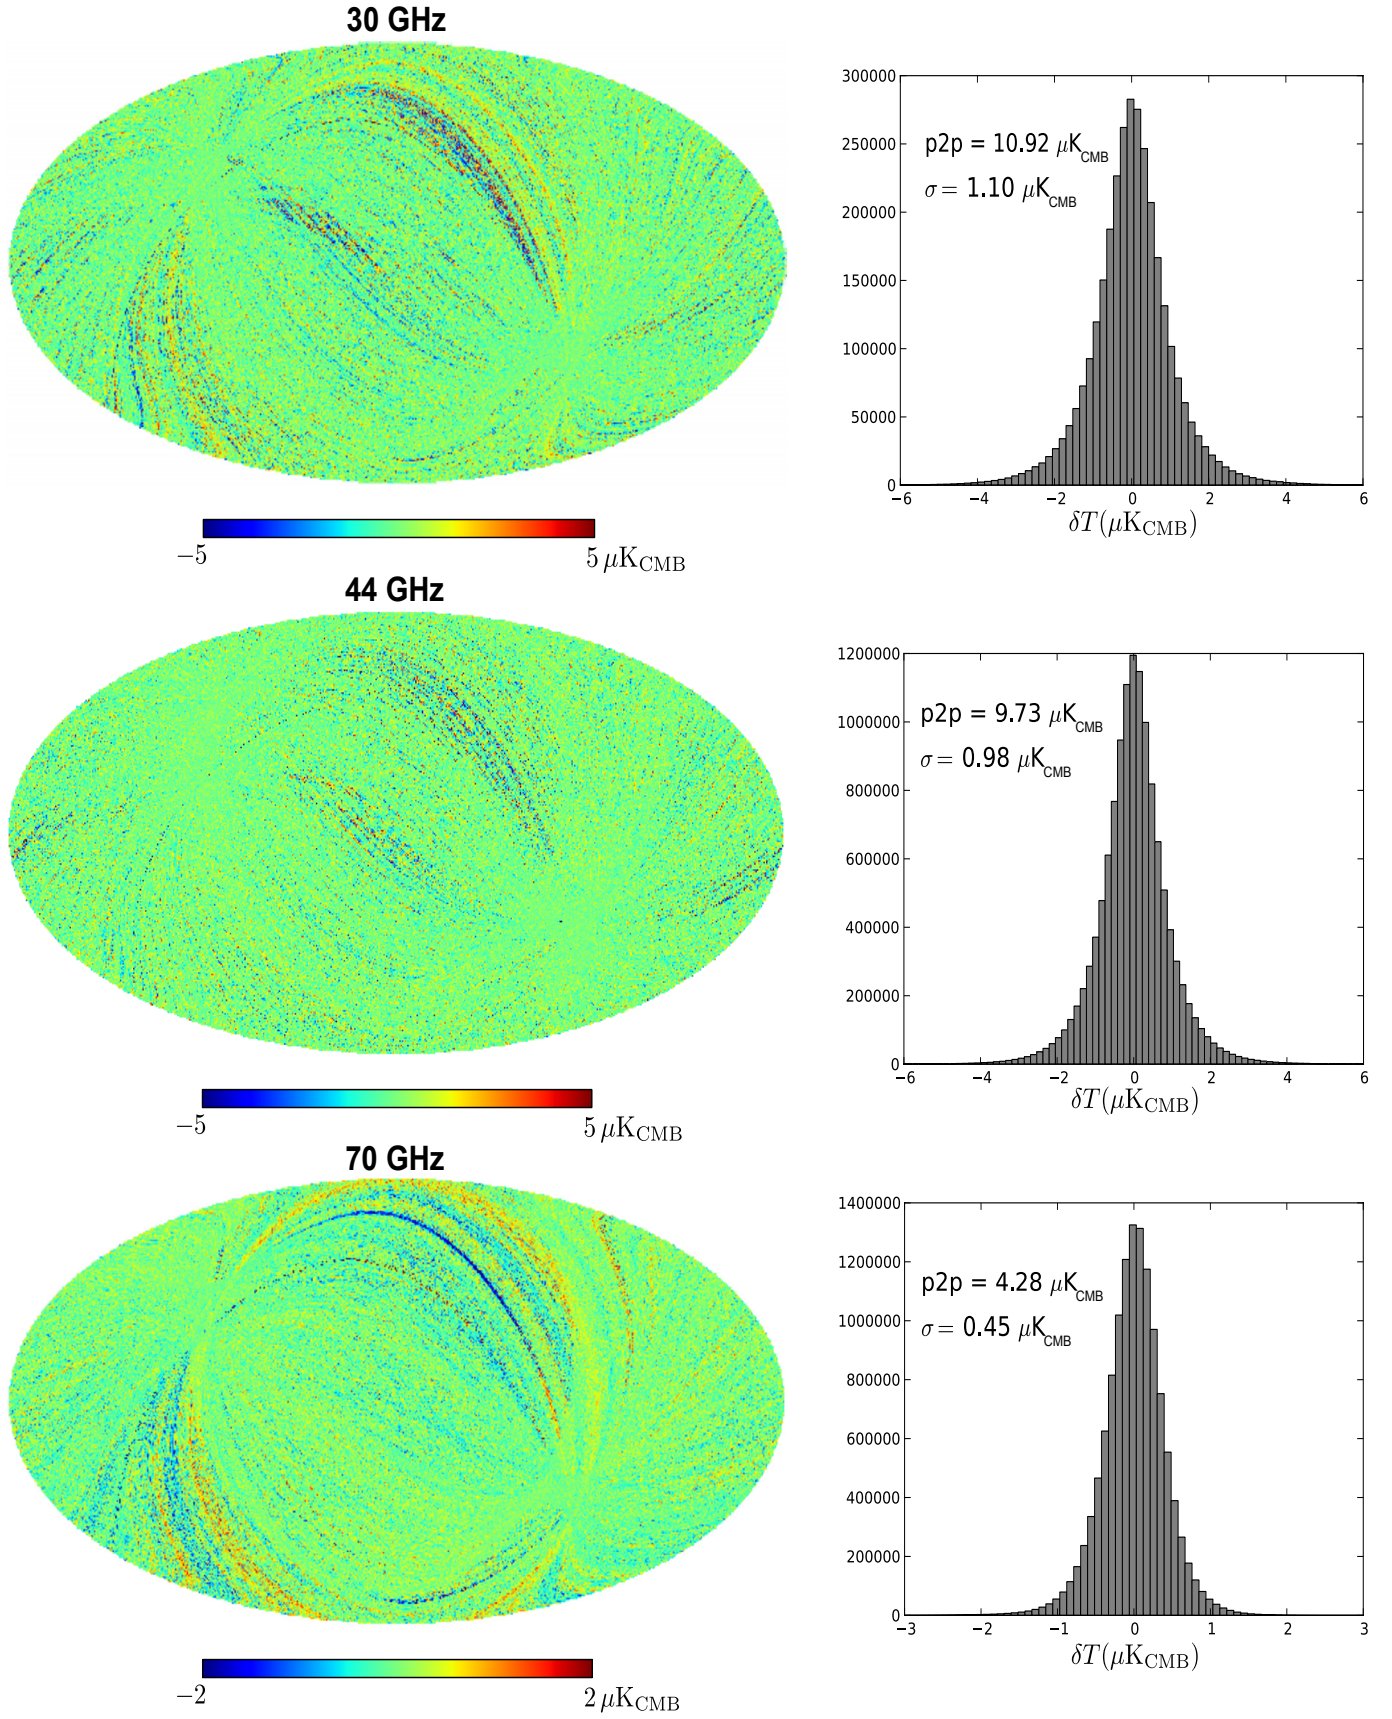 30 GHz
300000
250000
200000
150000
100000
50000
0
p2p = 10.92 μK_CMB
σ = 1.10 μK_CMB
−6 −4 −2 0 2 4 6
δT(μK_CMB)
−5 5 μK_CMB
44 GHz
1200000
1000000
800000
600000
400000
200000
0
p2p = 9.73 μK_CMB
σ = 0.98 μK_CMB
−6 −4 −2 0 2 4 6
δT(μK_CMB)
−5 5 μK_CMB
70 GHz
1400000
1200000
1000000
800000
600000
400000
200000
0
p2p = 4.28 μK_CMB
σ = 0.45 μK_CMB
−3 −2 −1 0 1 2 3
δT(μK_CMB)
−2 2 μK_CMB